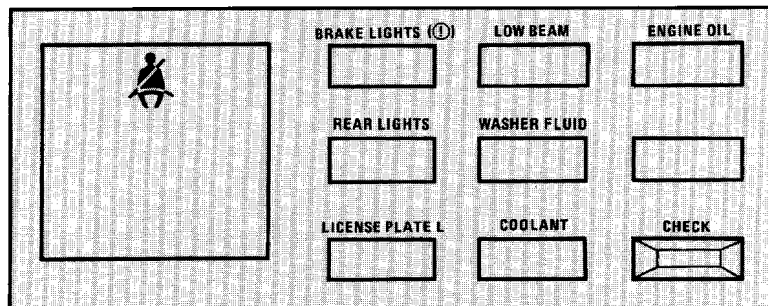 BRAKE LIGHTS (!) LOW BEAM ENGINE OIL
REAR LIGHTS WASHER FLUID
LICENSE PLATE L COOLANT CHECK